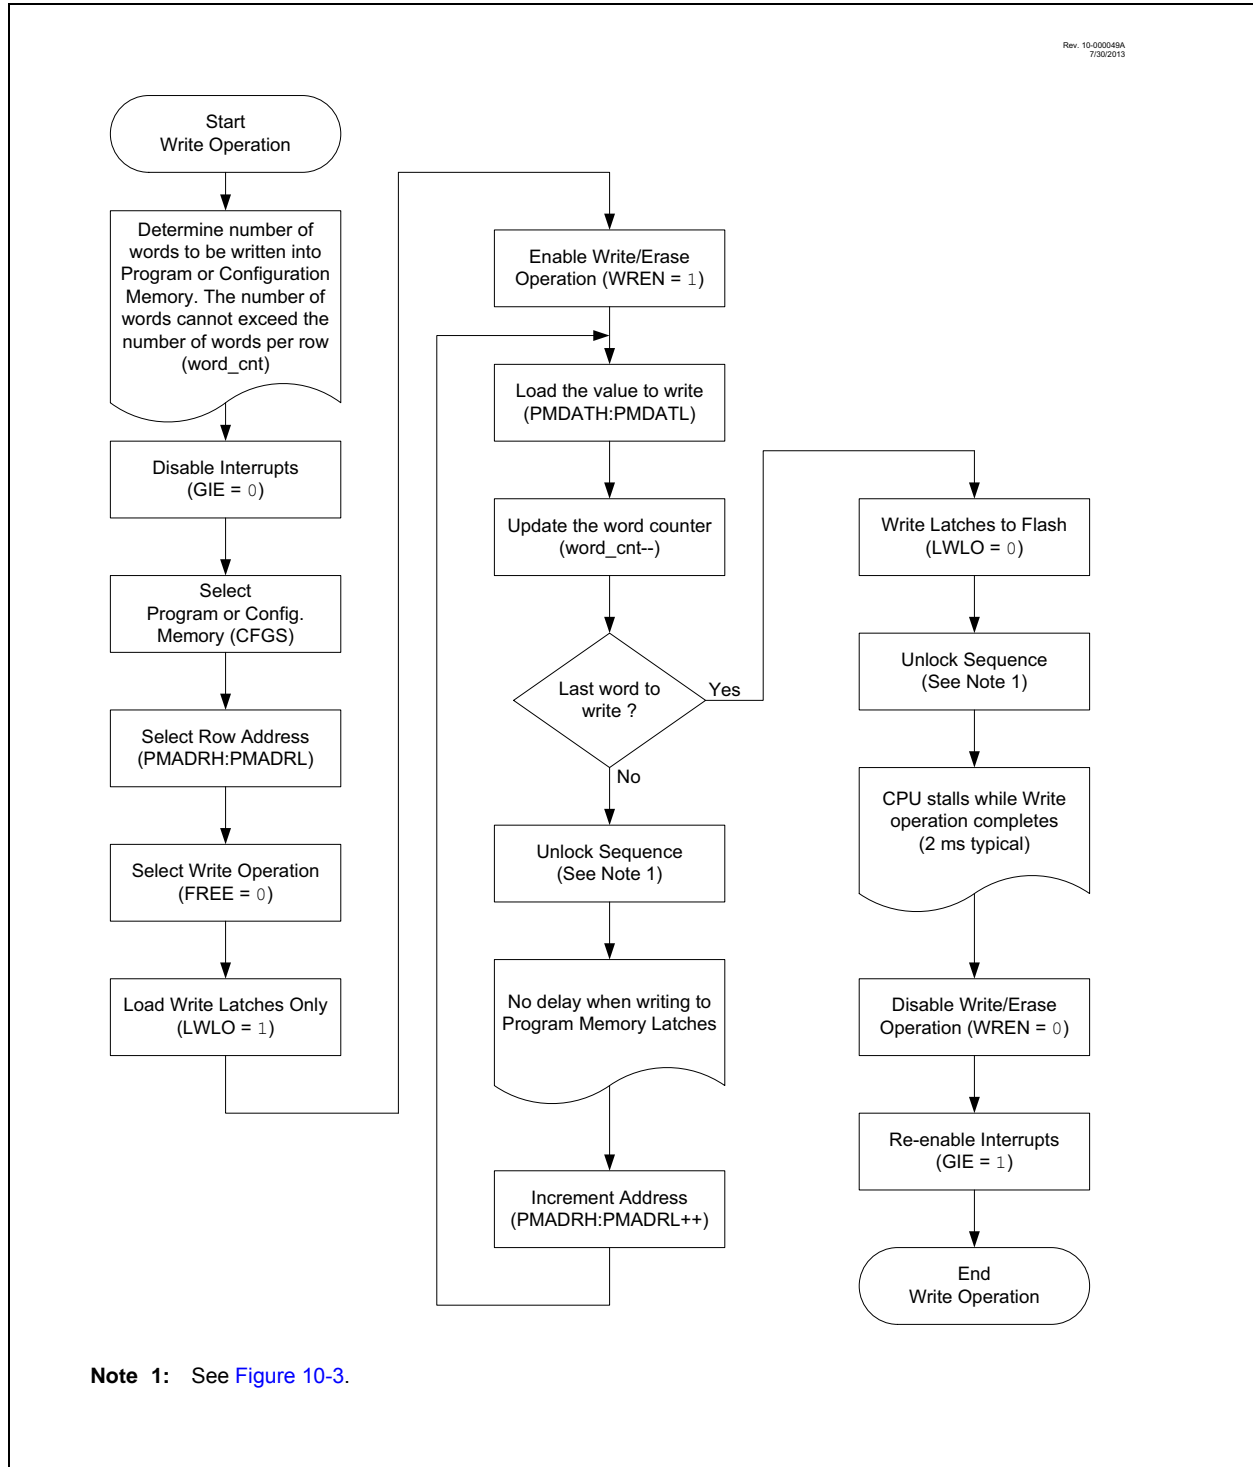 Rev. 10-000049A
7/30/2013
Start
Write Operation
Determine number of
words to be written into
Program or Configuration
Memory. The number of
words cannot exceed the
number of words per row
(word_cnt)
Disable Interrupts
(GIE = 0)
Select
Program or Config.
Memory (CFGS)
Select Row Address
(PMADRH:PMADRL)
Select Write Operation
(FREE = 0)
Load Write Latches Only
(LWLO = 1)
Enable Write/Erase
Operation (WREN = 1)
Load the value to write
(PMDATH:PMDATL)
Update the word counter
(word_cnt--)
Last word to
write ?
Yes
No
Unlock Sequence
(See Note 1)
No delay when writing to
Program Memory Latches
Increment Address
(PMADRH:PMADRL++)
Write Latches to Flash
(LWLO = 0)
Unlock Sequence
(See Note 1)
CPU stalls while Write
operation completes
(2 ms typical)
Disable Write/Erase
Operation (WREN = 0)
Re-enable Interrupts
(GIE = 1)
End
Write Operation
Note 1: See Figure 10-3.